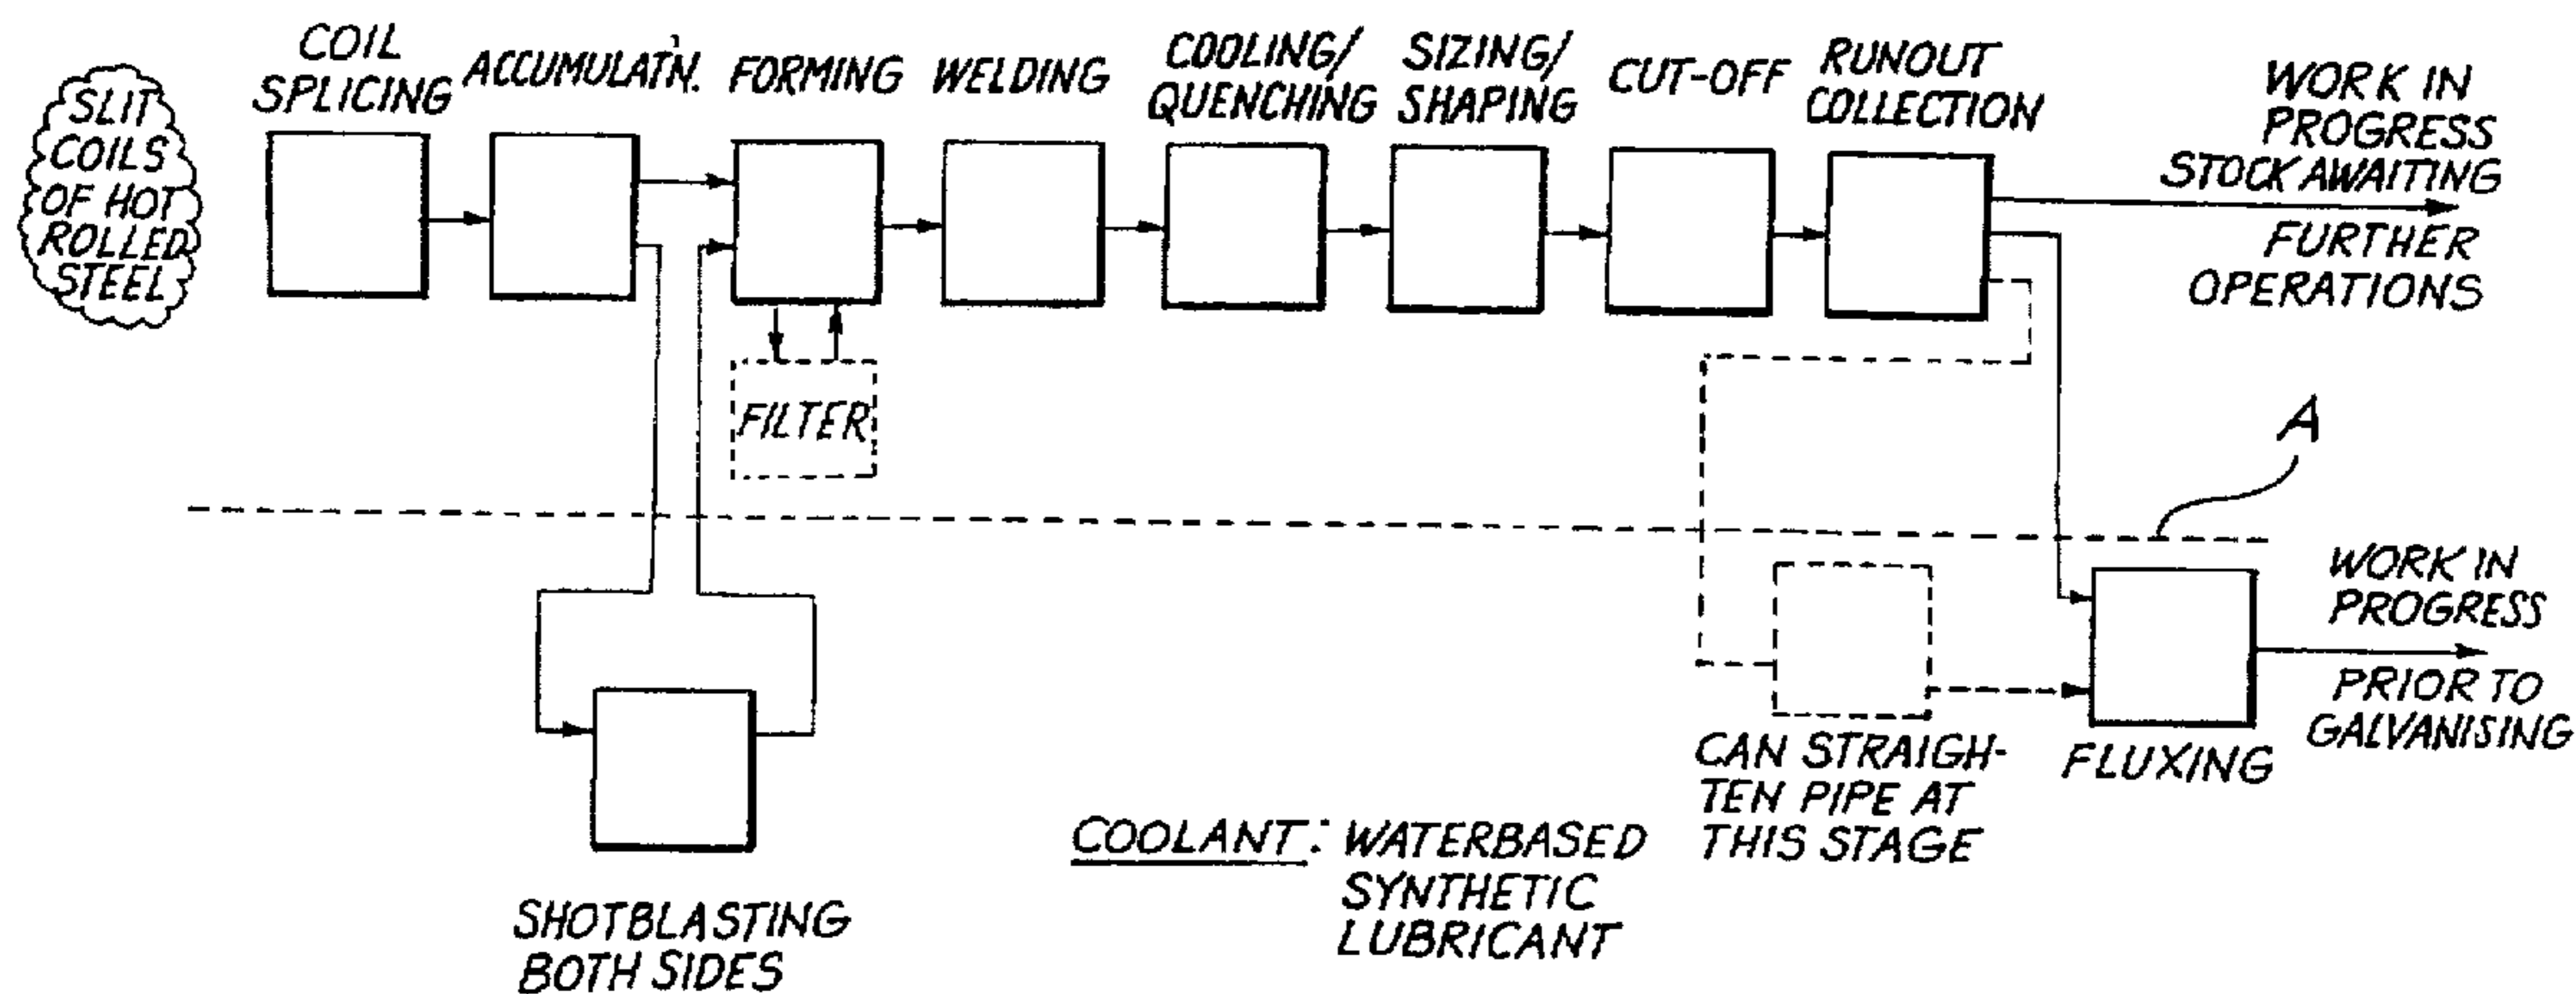 SLIT
COILS
OF HOT
ROLLED
STEEL
COIL
SPLICING
ACCUMULAT'N.
FORMING
WELDING
COOLING/
QUENCHING
SIZING/
SHAPING
CUT-OFF
RUNOUT
COLLECTION
WORK IN
PROGRESS
STOCK AWAITING
FURTHER
OPERATIONS
FILTER
A
WORK IN
PROGRESS
PRIOR TO
GALVANISING
FLUXING
CAN STRAIGH-
TEN PIPE AT
THIS STAGE
COOLANT: WATERBASED
SYNTHETIC
LUBRICANT
SHOTBLASTING
BOTH SIDES